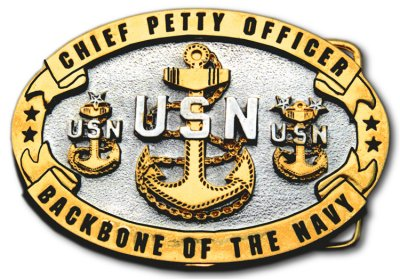 CHIEF PETTY OFFICER
USN USN USN
BACKBONE OF THE NAVY